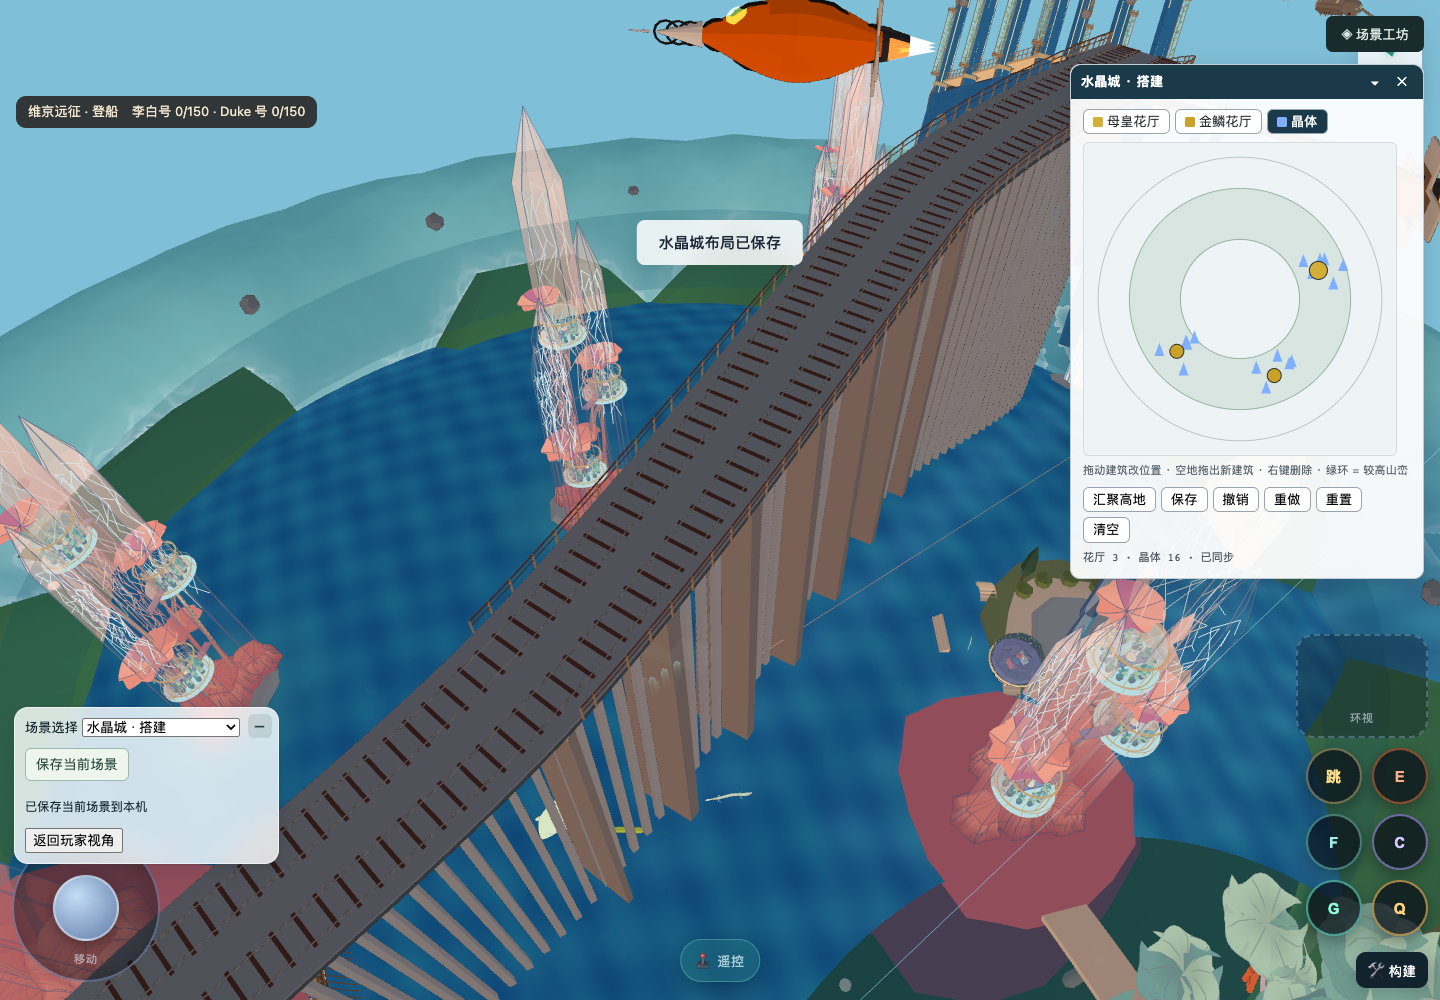 ◈ 场景工坊
水晶城 · 搭建
维京远征 · 登船 李白号 0/150 · Duke 号 0/150
母皇花厅 金鳞花厅 晶体
水晶城布局已保存
拖动建筑改位置 · 空地拖出新建筑 · 右键删除 · 绿环 = 较高山峦
汇聚高地 保存 撤销 重做 重置
清空
花厅 3 · 晶体 16 · 已同步
环视
场景选择 水晶城 · 搭建
保存当前场景
已保存当前场景到本机
返回玩家视角
跳 E
F C
G Q
移动
遥控
构建